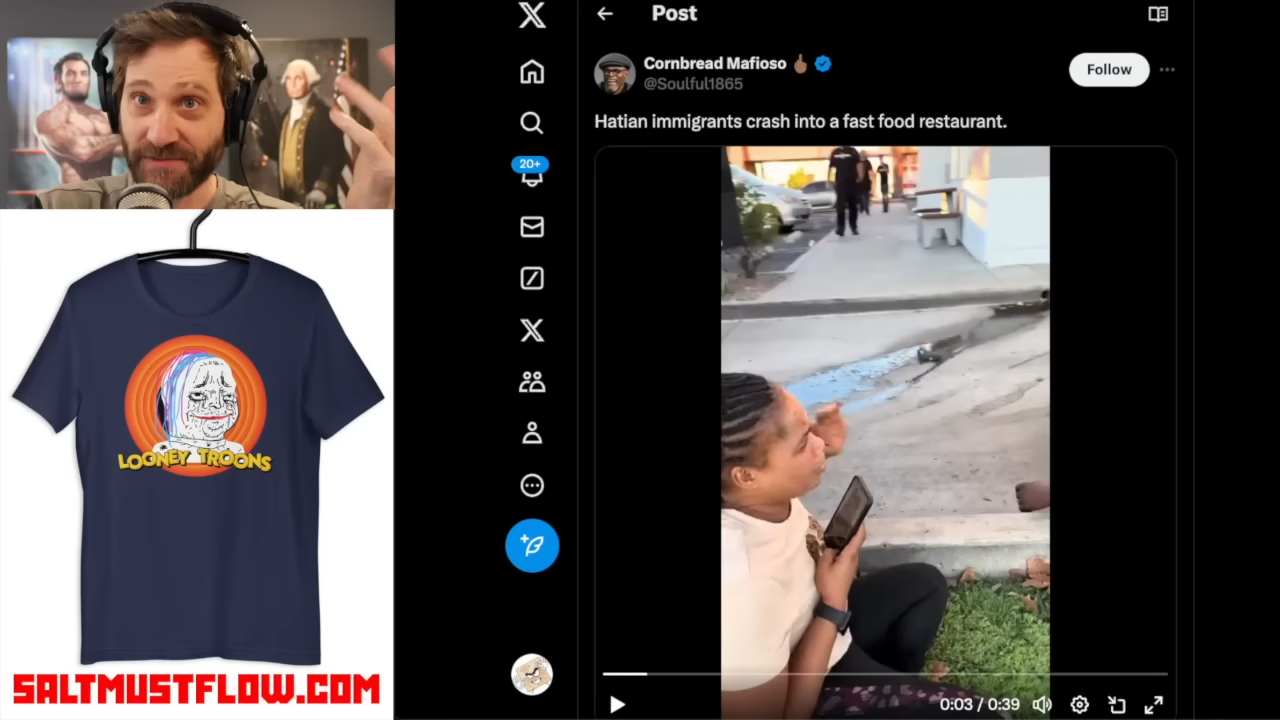 Post
Cornbread Mafioso
@Soulful1865
Follow
Hatian immigrants crash into a fast food restaurant.
20+
LOONEY TROONS
SALTMUSTFLOW.COM
0:03 / 0:39